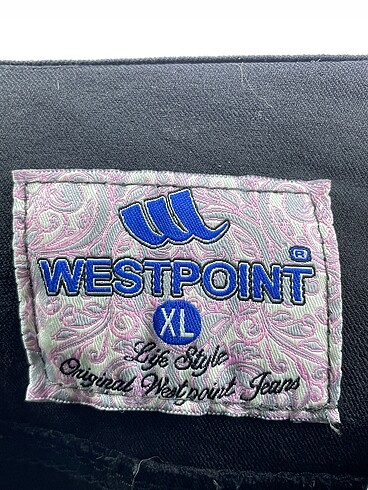 WESTPOINT®
XL
Life Style
Original Westpoint Jeans